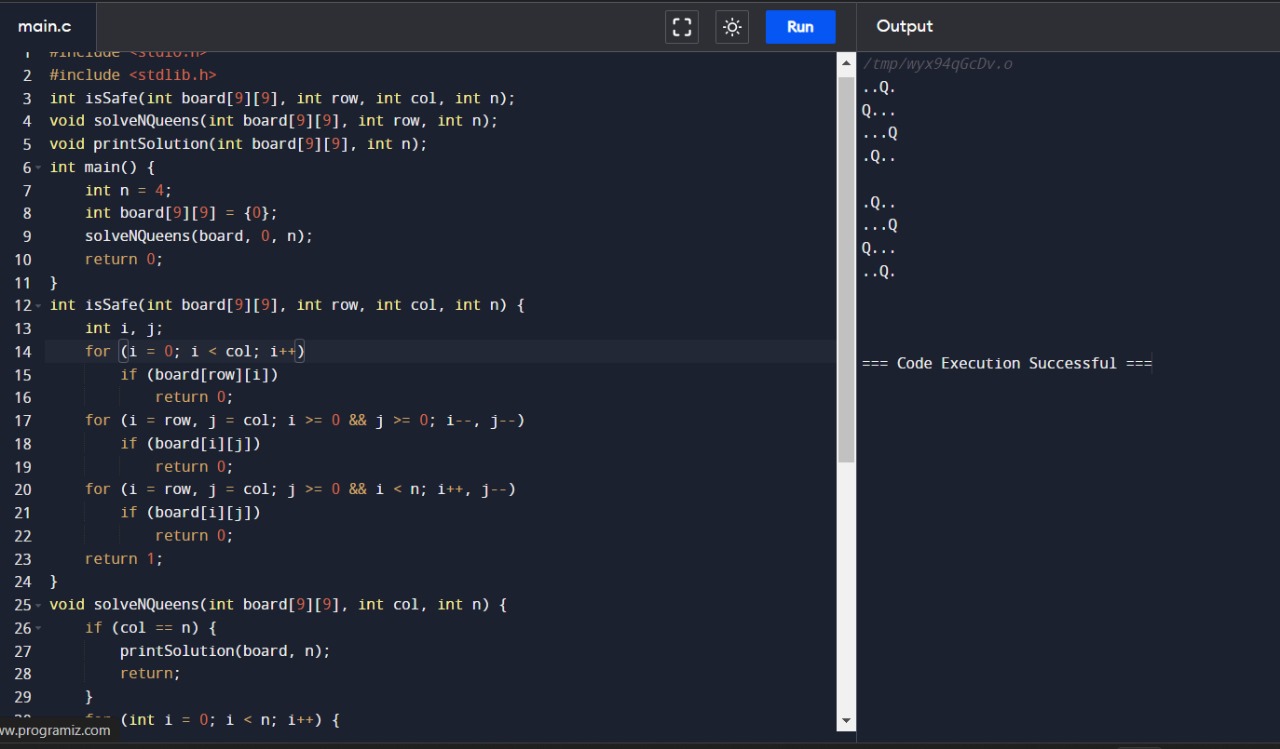 main.c
Run
Output
1 #include <stdio.h>
2 #include <stdlib.h>
3 int isSafe(int board[9][9], int row, int col, int n);
4 void solveNQueens(int board[9][9], int row, int n);
5 void printSolution(int board[9][9], int n);
6 int main() {
7     int n = 4;
8     int board[9][9] = {0};
9     solveNQueens(board, 0, n);
10     return 0;
11 }
12 int isSafe(int board[9][9], int row, int col, int n) {
13     int i, j;
14     for (i = 0; i < col; i++)
15         if (board[row][i])
16             return 0;
17     for (i = row, j = col; i >= 0 && j >= 0; i--, j--)
18         if (board[i][j])
19             return 0;
20     for (i = row, j = col; j >= 0 && i < n; i++, j--)
21         if (board[i][j])
22             return 0;
23     return 1;
24 }
25 void solveNQueens(int board[9][9], int col, int n) {
26     if (col == n) {
27         printSolution(board, n);
28         return;
29     }
30     for (int i = 0; i < n; i++) {
ww.programiz.com
/tmp/wyx94qGcDv.o
..Q.
Q...
...Q
.Q..
.Q..
...Q
Q...
..Q.
=== Code Execution Successful ===